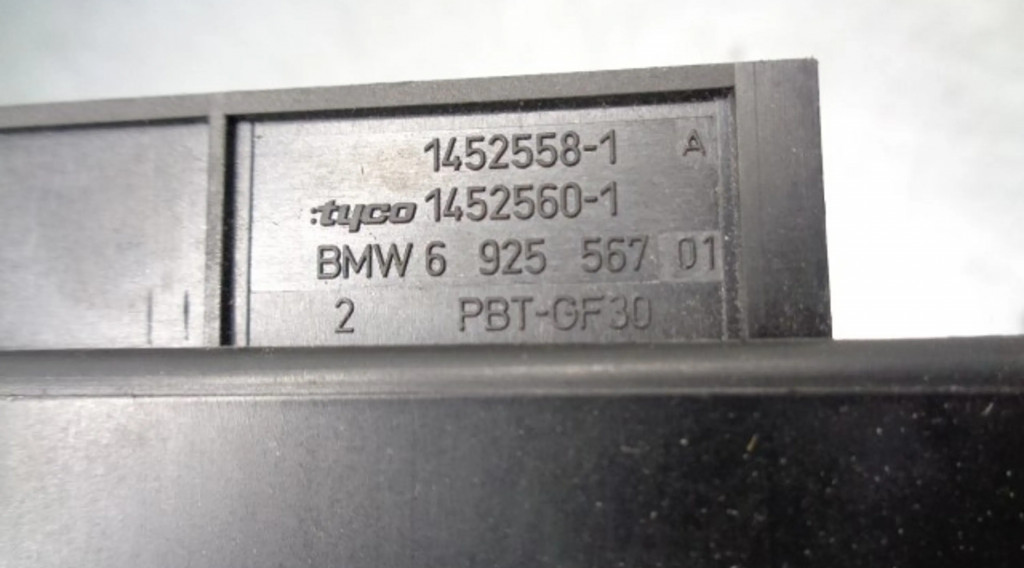 1452558-1 A
:tyco 1452560-1
BMW 6 925 567 01
2 PBT-GF30